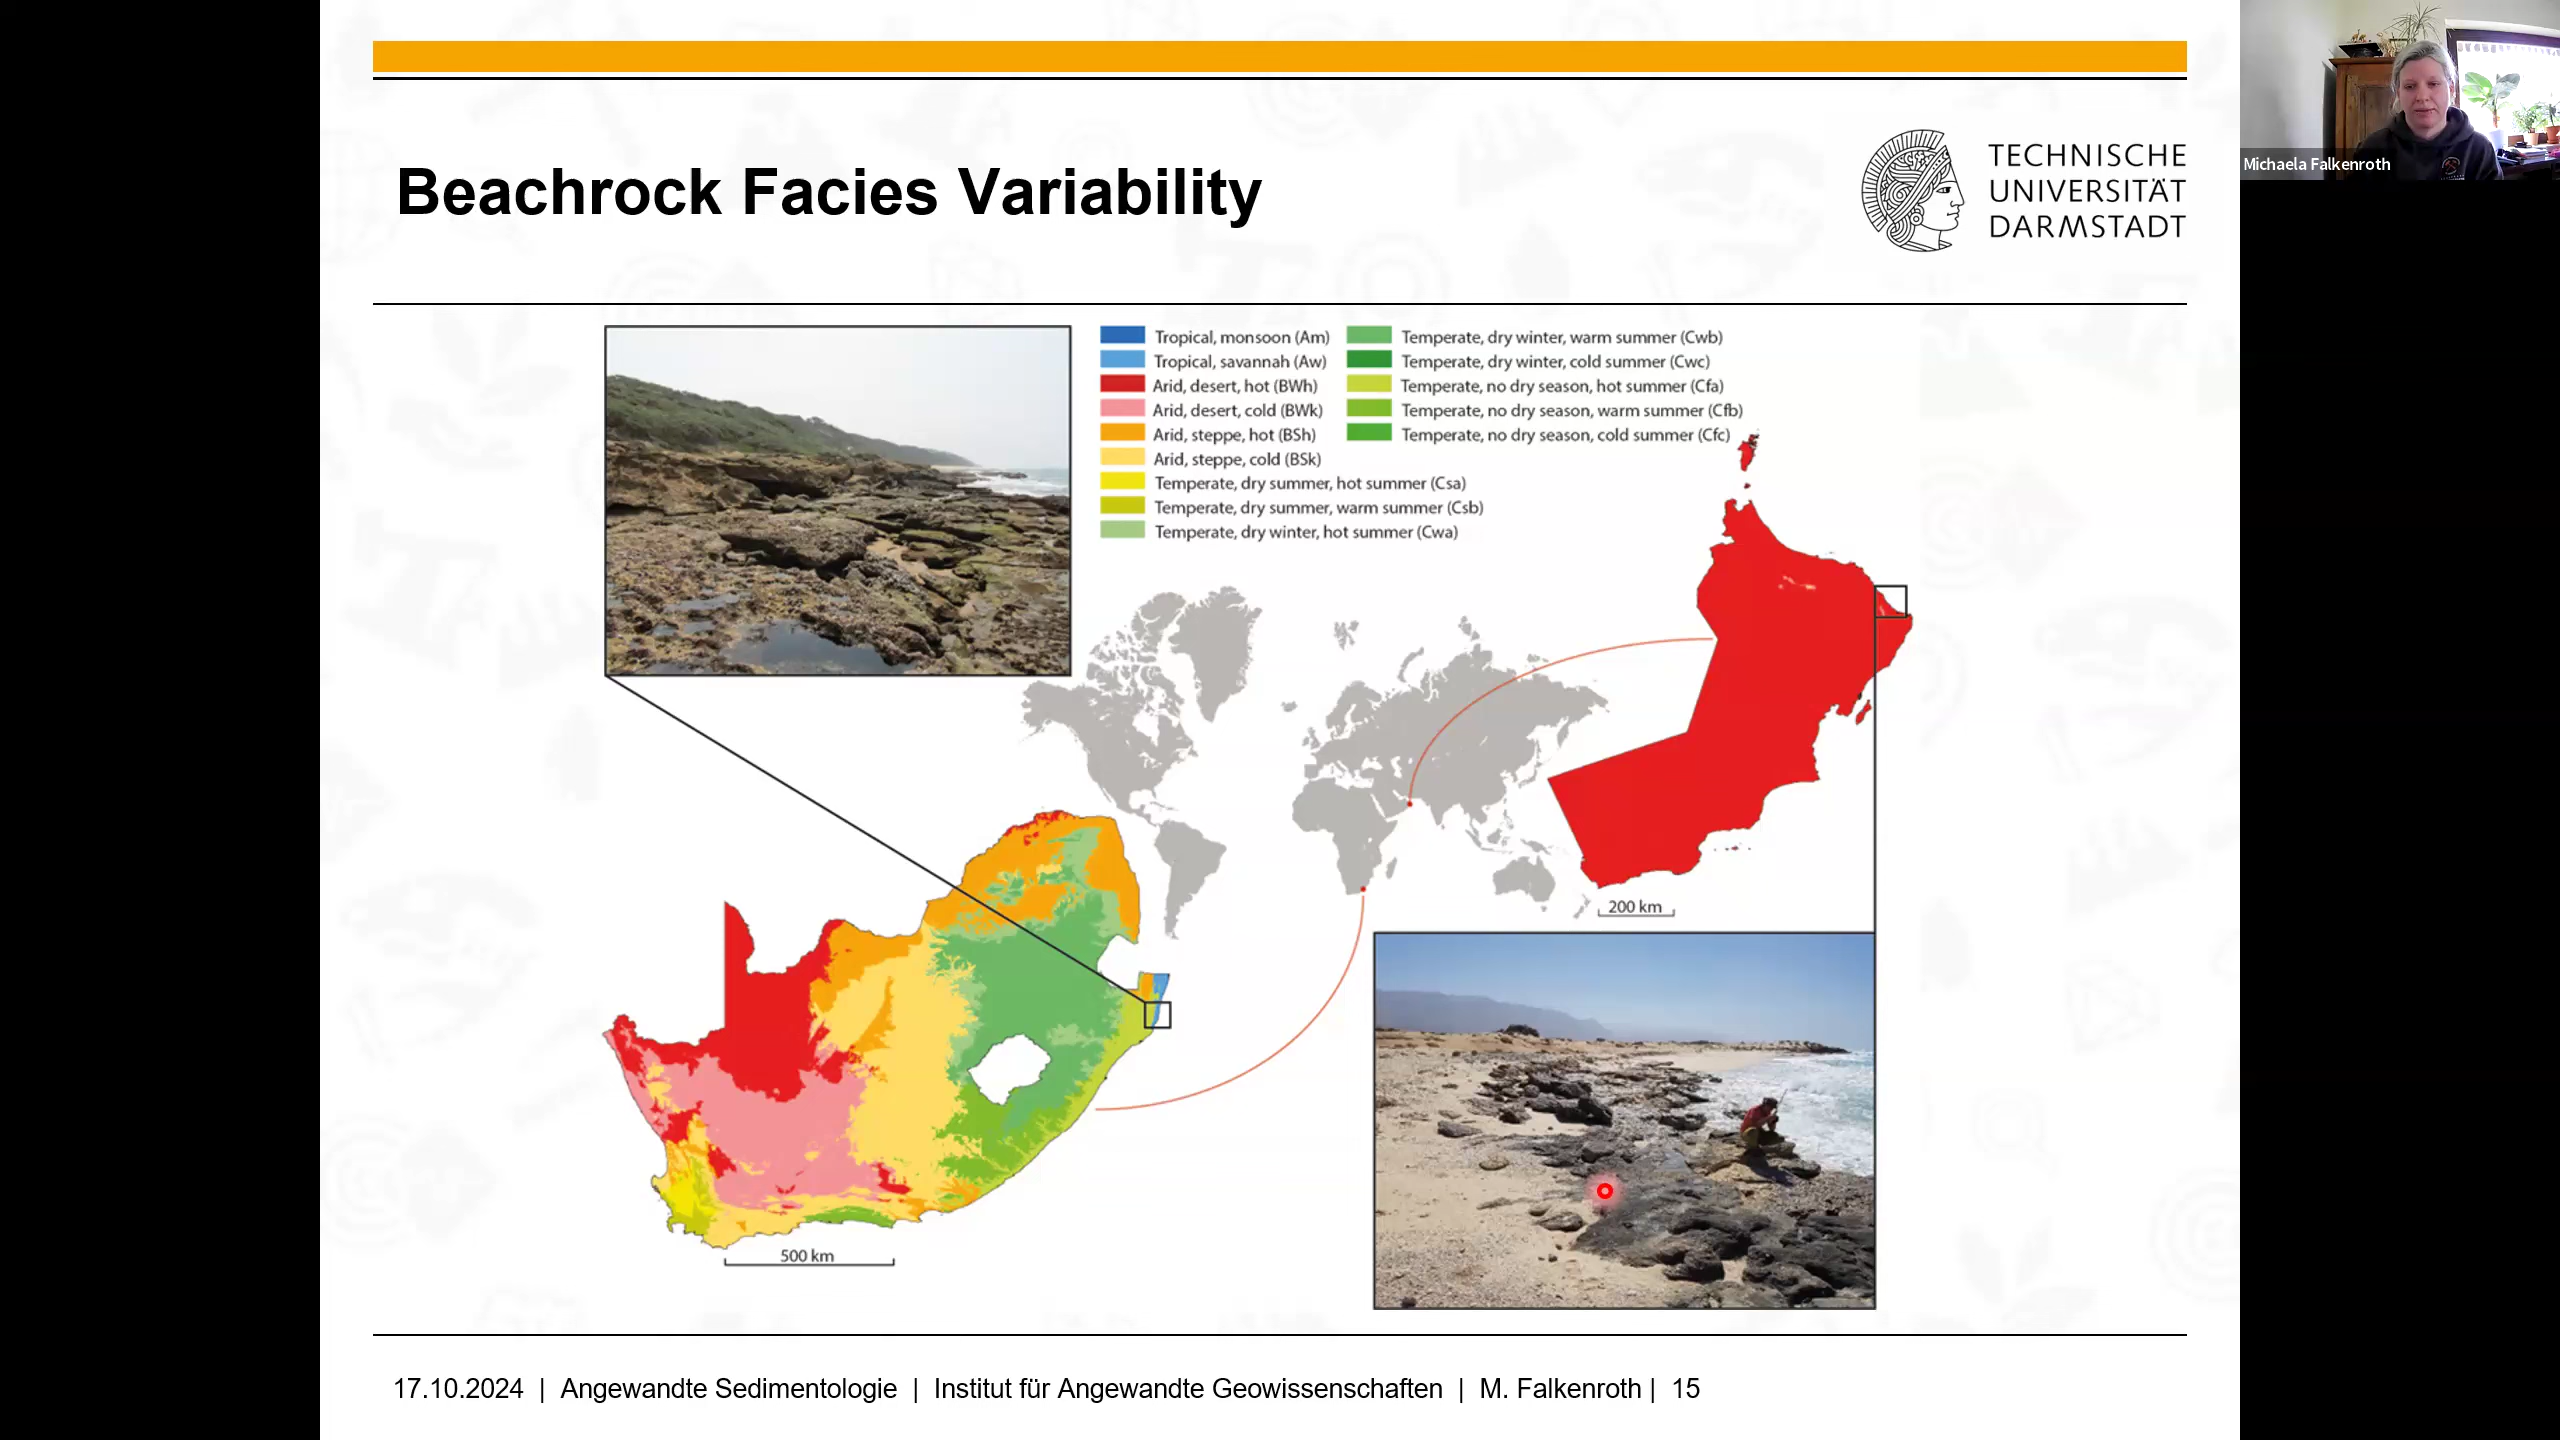 Michaela Falkenroth
Beachrock Facies Variability
TECHNISCHE
UNIVERSITÄT
DARMSTADT
Tropical, monsoon (Am)
Tropical, savannah (Aw)
Arid, desert, hot (BWh)
Arid, desert, cold (BWk)
Arid, steppe, hot (BSh)
Arid, steppe, cold (BSk)
Temperate, dry summer, hot summer (Csa)
Temperate, dry summer, warm summer (Csb)
Temperate, dry winter, hot summer (Cwa)
Temperate, dry winter, warm summer (Cwb)
Temperate, dry winter, cold summer (Cwc)
Temperate, no dry season, hot summer (Cfa)
Temperate, no dry season, warm summer (Cfb)
Temperate, no dry season, cold summer (Cfc)
200 km
500 km
17.10.2024 | Angewandte Sedimentologie | Institut für Angewandte Geowissenschaften | M. Falkenroth | 15